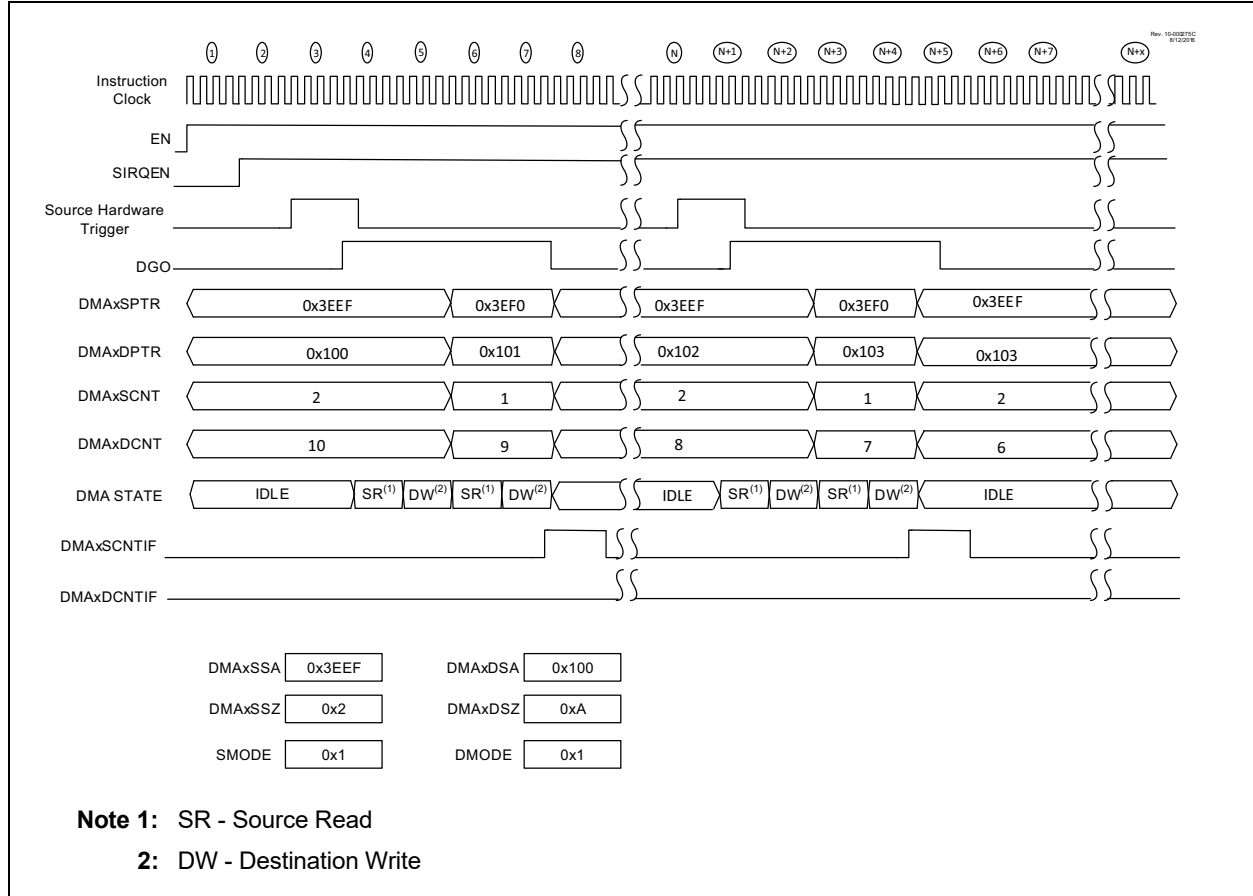 Rev. 10-000275C
8/12/2016
1 2 3 4 5 6 7 8 N N+1 N+2 N+3 N+4 N+5 N+6 N+7 N+x
Instruction
Clock
EN
SIRQEN
Source Hardware
Trigger
DGO
DMAxSPTR 0x3EEF 0x3EF0 0x3EEF 0x3EF0 0x3EEF
DMAxDPTR 0x100 0x101 0x102 0x103 0x103
DMAxSCNT 2 1 2 1 2
DMAxDCNT 10 9 8 7 6
DMA STATE IDLE SR(1) DW(2) SR(1) DW(2) IDLE SR(1) DW(2) SR(1) DW(2) IDLE
DMAxSCNTIF
DMAxDCNTIF
DMAxSSA 0x3EEF DMAxDSA 0x100
DMAxSSZ 0x2 DMAxDSZ 0xA
SMODE 0x1 DMODE 0x1
Note 1: SR - Source Read
2: DW - Destination Write